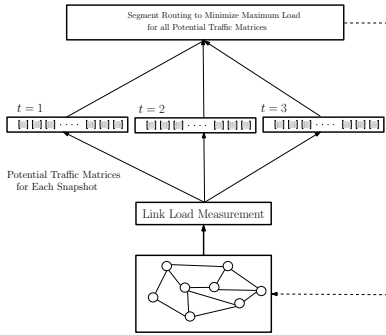 Segment Routing to Minimize Maximum Load
for all Potential Traffic Matrices
t = 1
t = 2
t = 3
Potential Traffic Matrices
for Each Snapshot
Link Load Measurement